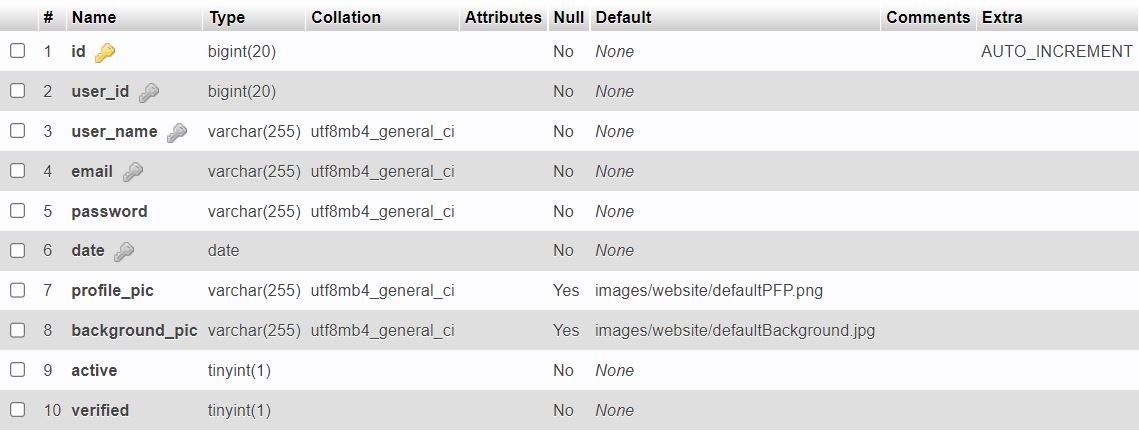 # Name Type Collation Attributes Null Default Comments Extra
1 id bigint(20) No None AUTO_INCREMENT
2 user_id bigint(20) No None
3 user_name varchar(255) utf8mb4_general_ci No None
4 email varchar(255) utf8mb4_general_ci No None
5 password varchar(255) utf8mb4_general_ci No None
6 date date No None
7 profile_pic varchar(255) utf8mb4_general_ci Yes images/website/defaultPFP.png
8 background_pic varchar(255) utf8mb4_general_ci Yes images/website/defaultBackground.jpg
9 active tinyint(1) No None
10 verified tinyint(1) No None